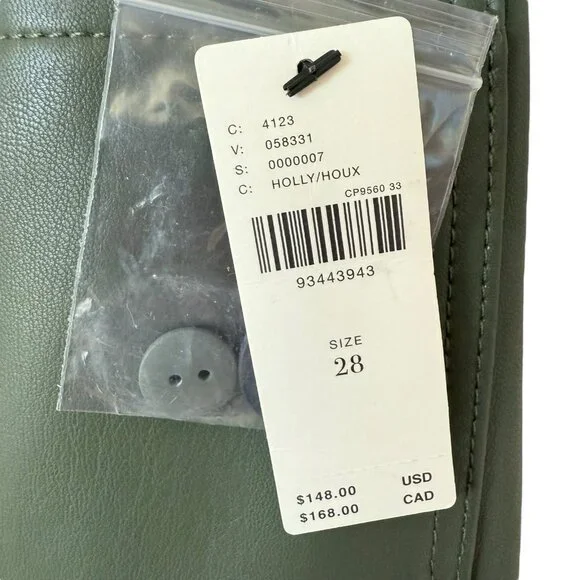 C: 4123
V: 058331
S: 0000007
C: HOLLY/HOUX
CP9560 33
93443943
SIZE
28
$148.00 USD
$168.00 CAD